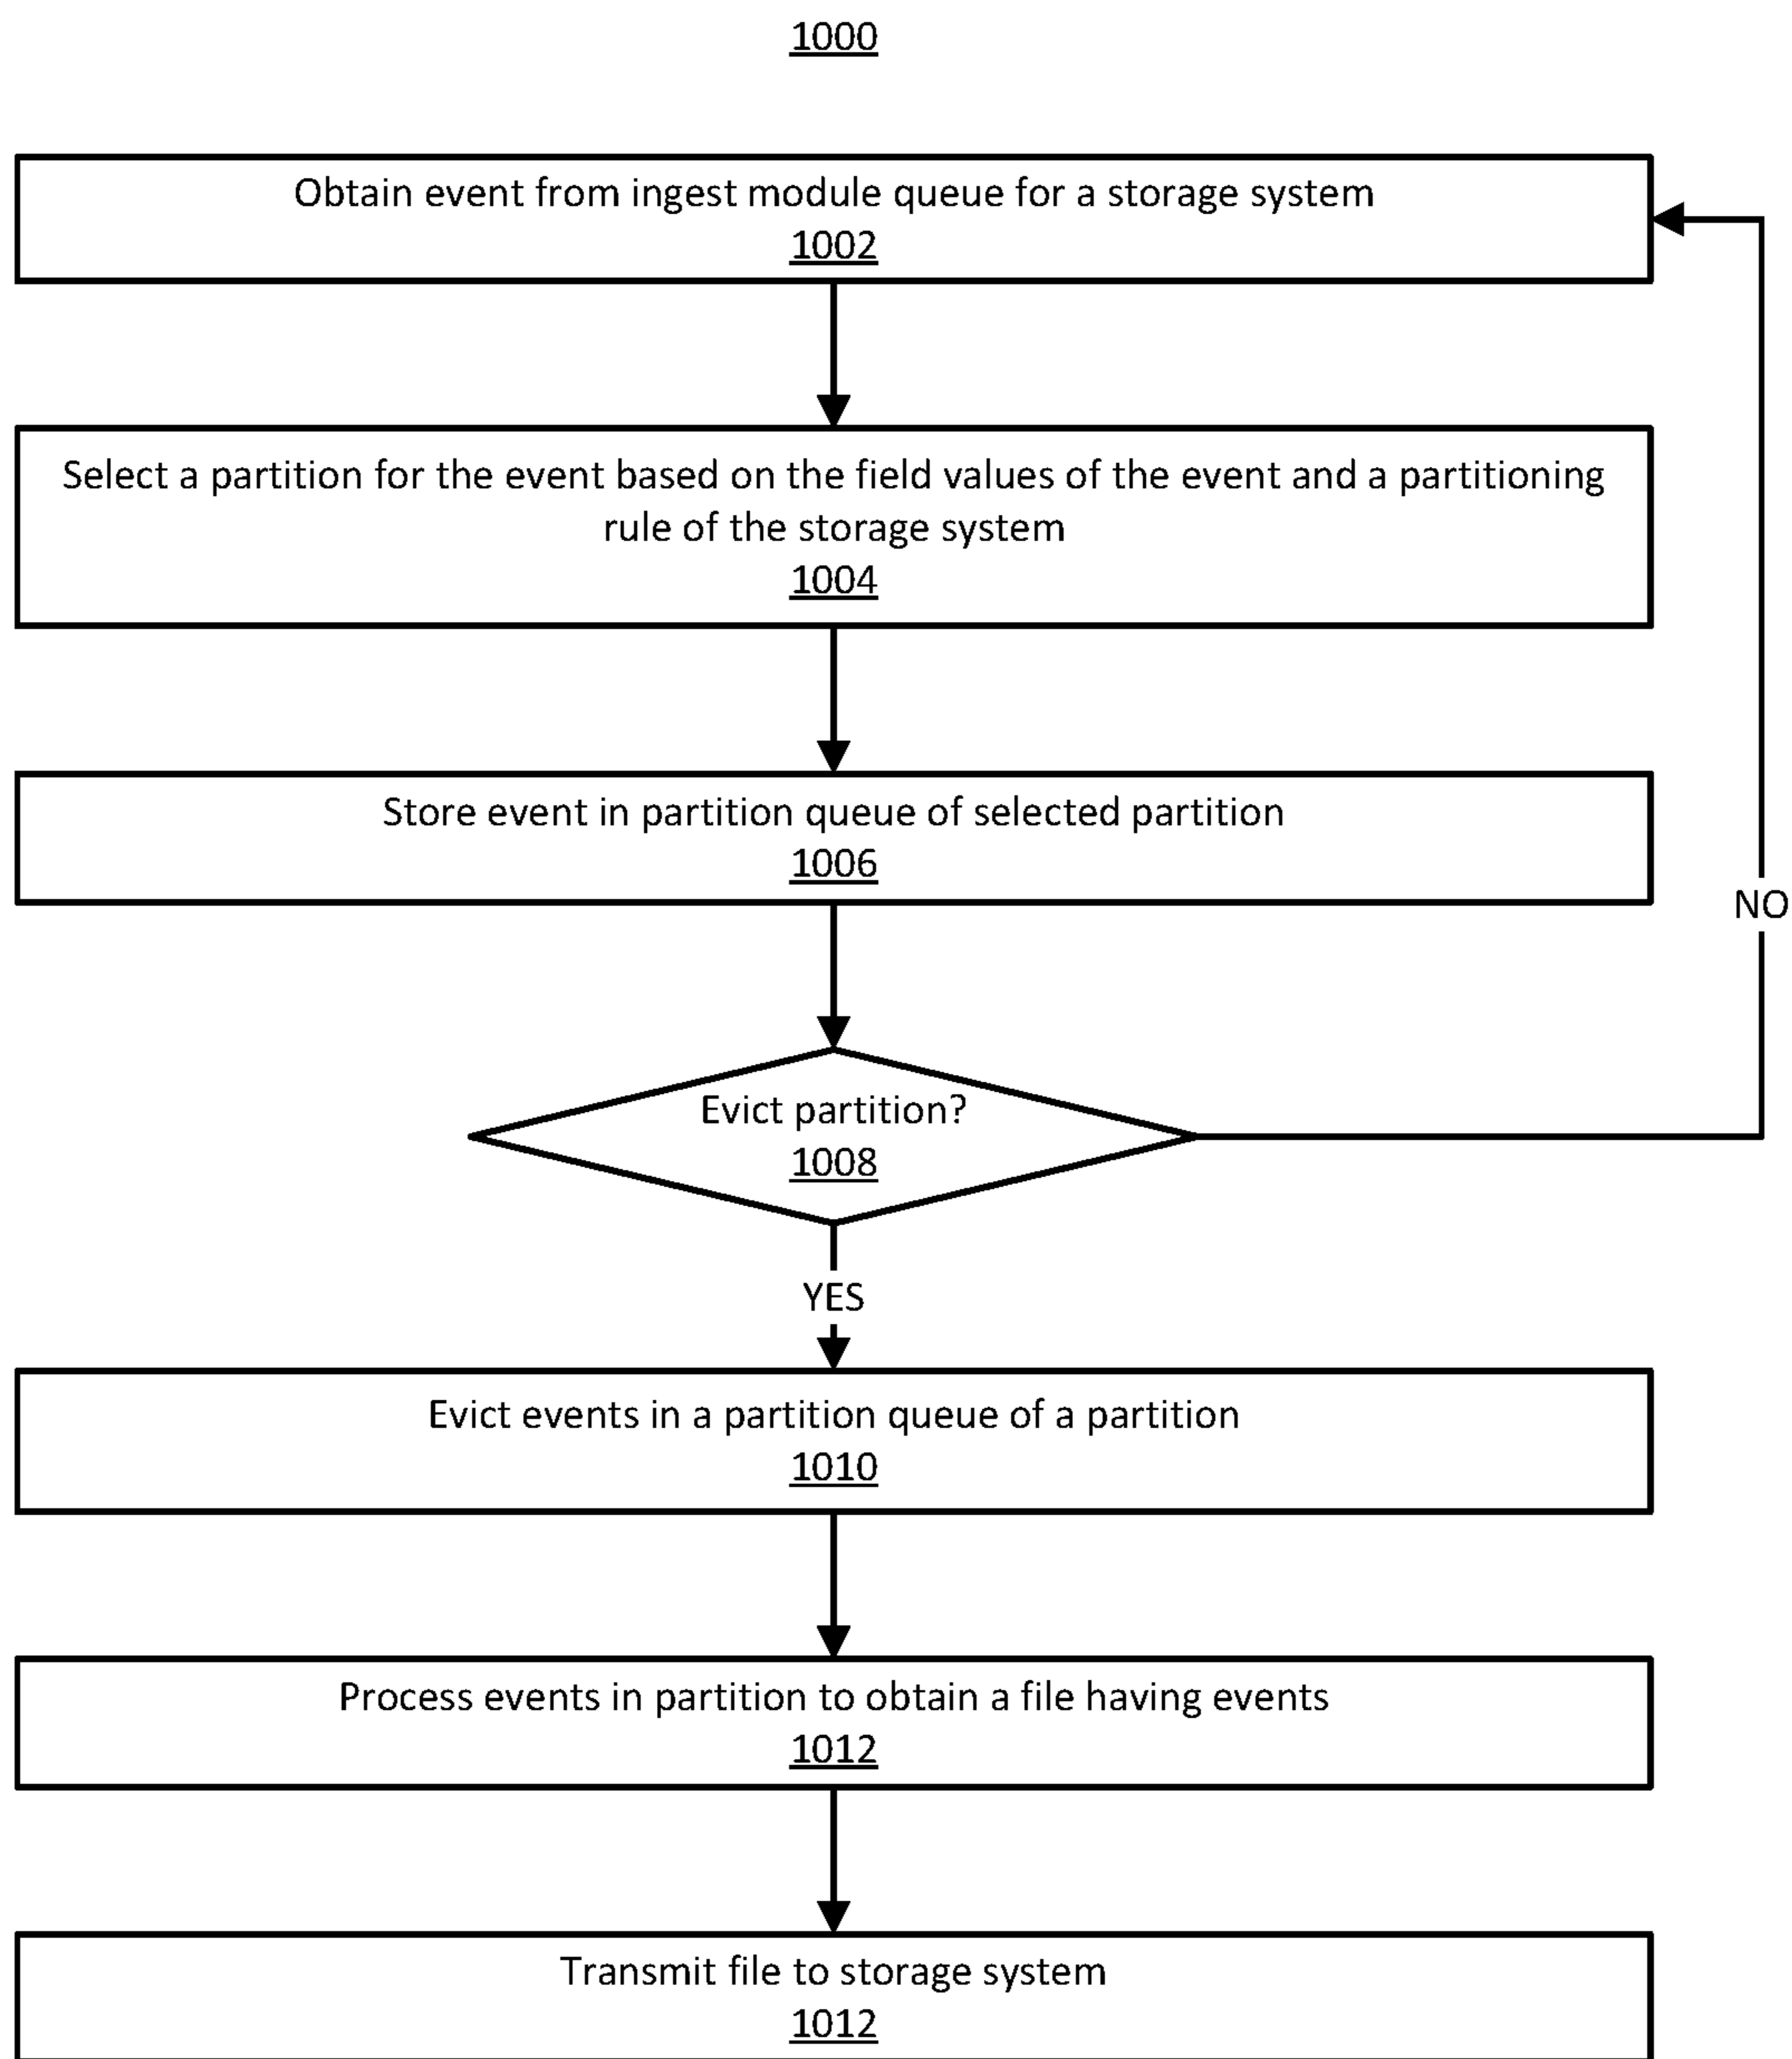 1000
Obtain event from ingest module queue for a storage system
1002
Select a partition for the event based on the field values of the event and a partitioning
rule of the storage system
1004
Store event in partition queue of selected partition
1006
NO
Evict partition?
1008
YES
Evict events in a partition queue of a partition
1010
Process events in partition to obtain a file having events
1012
Transmit file to storage system
1012